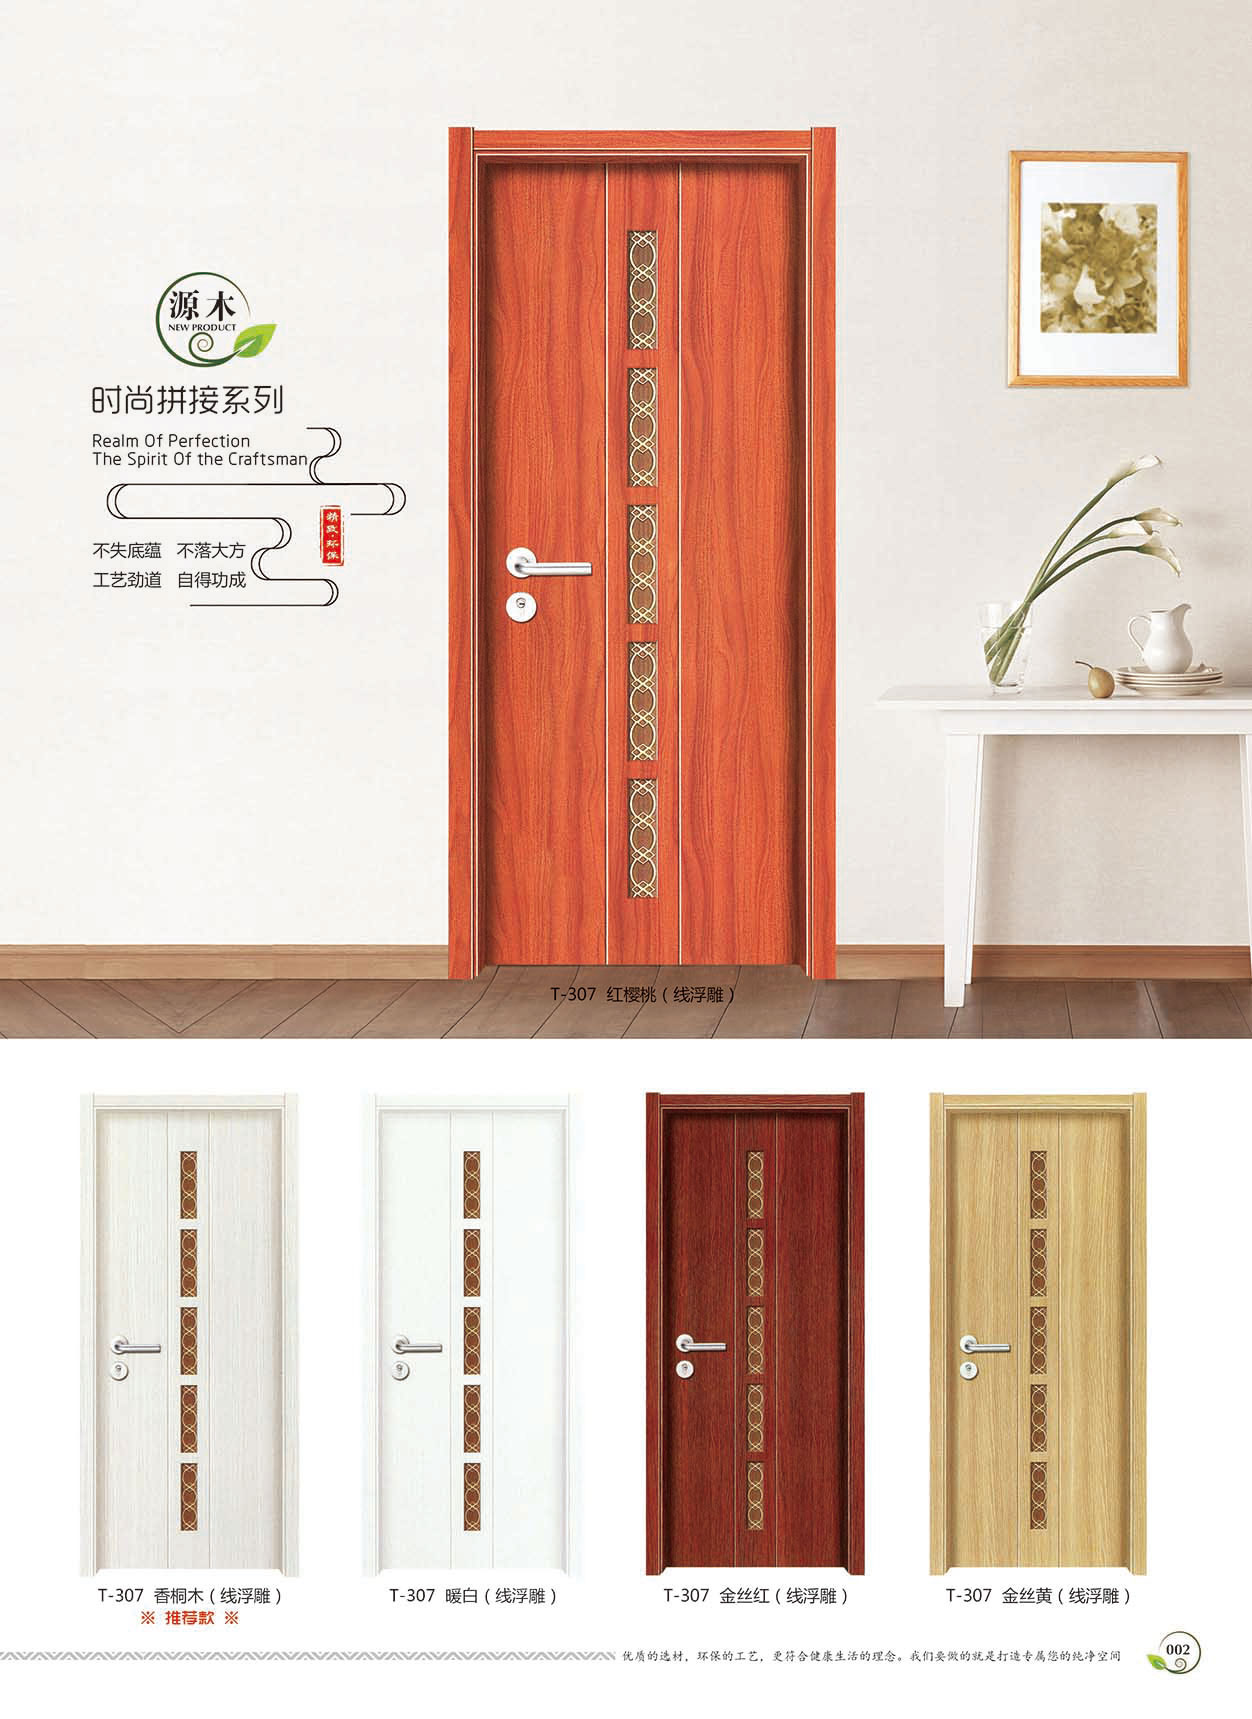 源木
NEW PRODUCT
时尚拼接系列
Realm Of Perfection
The Spirit Of the Craftsman
精致·环保
不失底蕴 不落大方
工艺劲道 自得功成
T-307 红樱桃（线浮雕）
T-307 香桐木（线浮雕）
※ 推荐款 ※
T-307 暖白（线浮雕）
T-307 金丝红（线浮雕）
T-307 金丝黄（线浮雕）
优质的选材，环保的工艺，更符合健康生活的理念。我们要做的就是打造专属您的纯净空间
002